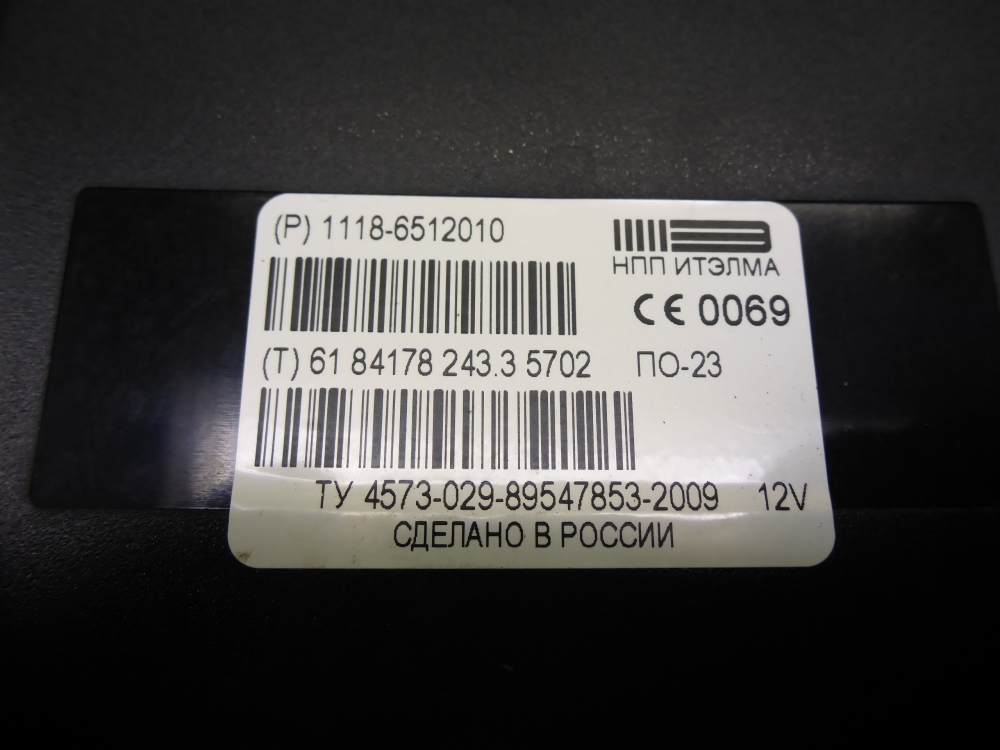 (P) 1118-6512010
НПП ИТЭЛМА
CE 0069
(T) 61 84178 243.3 5702 ПО-23
ТУ 4573-029-89547853-2009 12V
СДЕЛАНО В РОССИИ